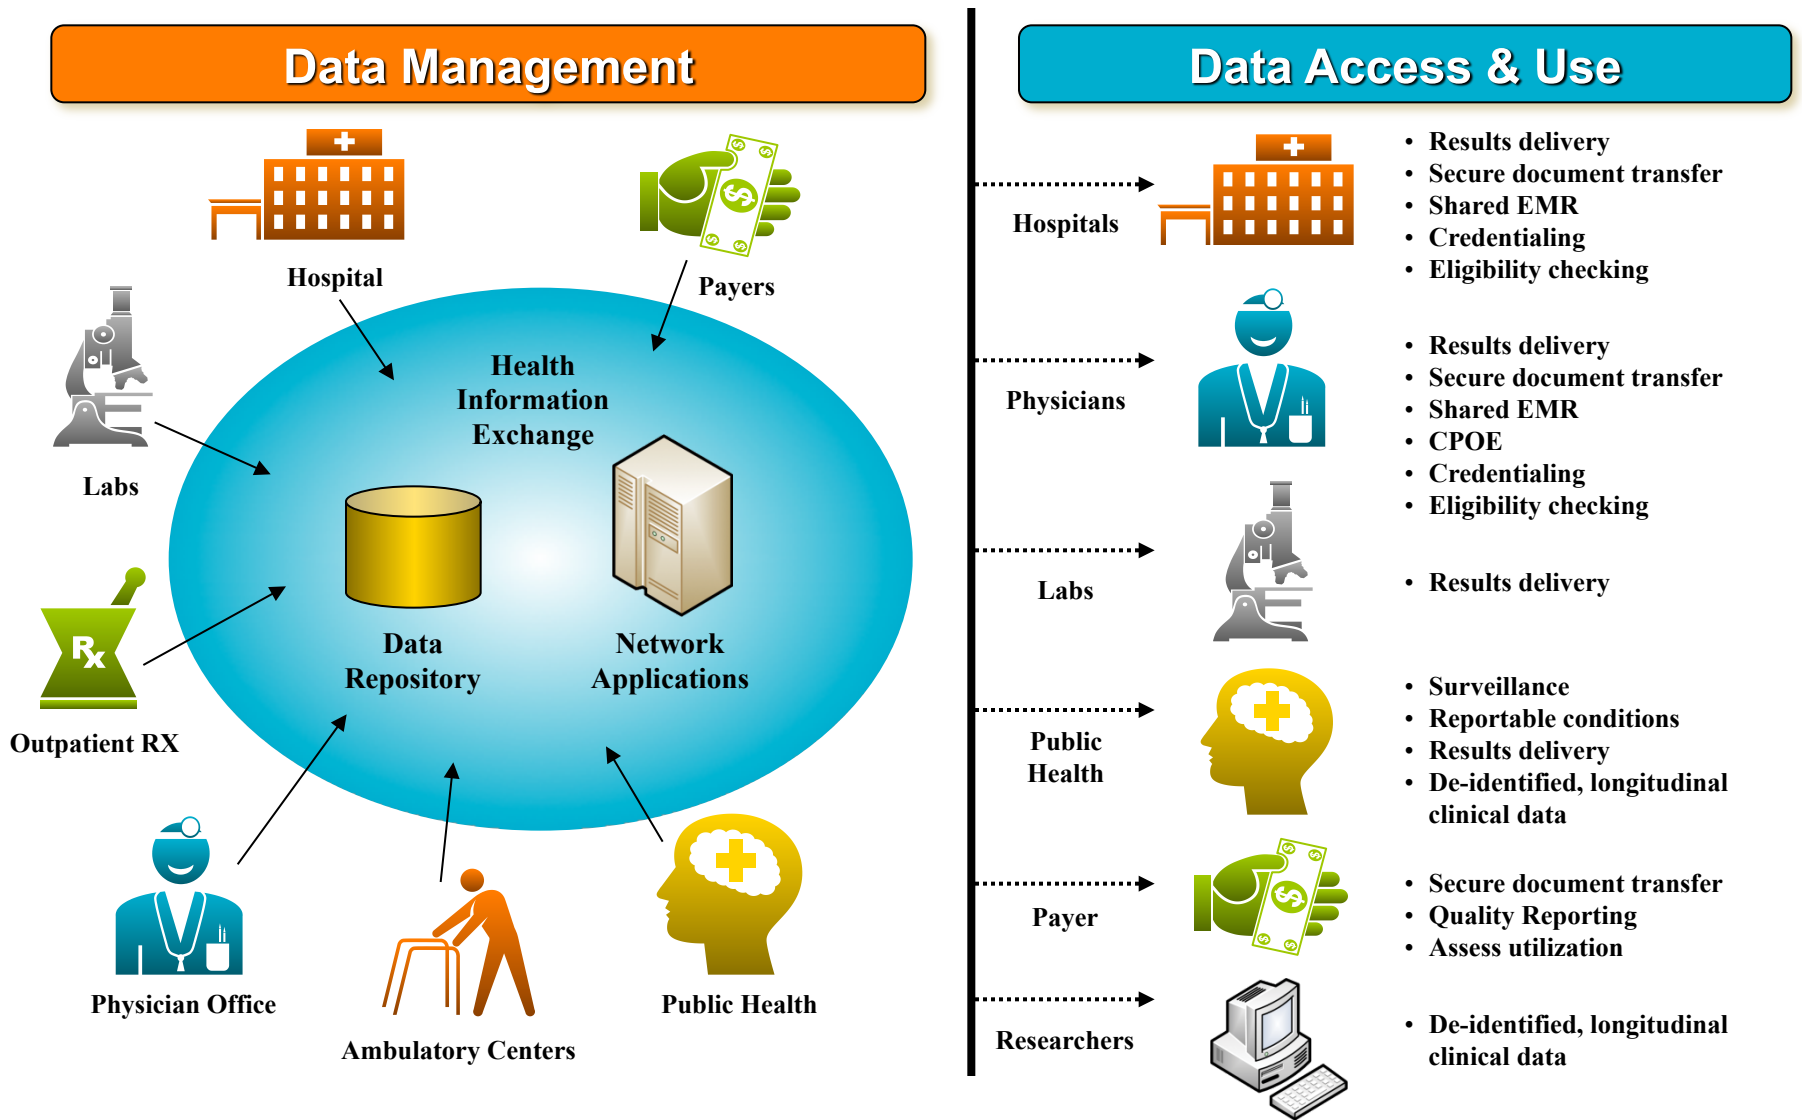 Data Management
Hospital
Payers
Labs
Health
Information
Exchange
Data
Repository
Network
Applications
Rx
Outpatient RX
Physician Office
Ambulatory Centers
Public Health
Data Access & Use
Hospitals
• Results delivery
• Secure document transfer
• Shared EMR
• Credentialing
• Eligibility checking
Physicians
• Results delivery
• Secure document transfer
• Shared EMR
• CPOE
• Credentialing
• Eligibility checking
Labs
• Results delivery
Public
Health
• Surveillance
• Reportable conditions
• Results delivery
• De-identified, longitudinal
clinical data
Payer
• Secure document transfer
• Quality Reporting
• Assess utilization
Researchers
• De-identified, longitudinal
clinical data